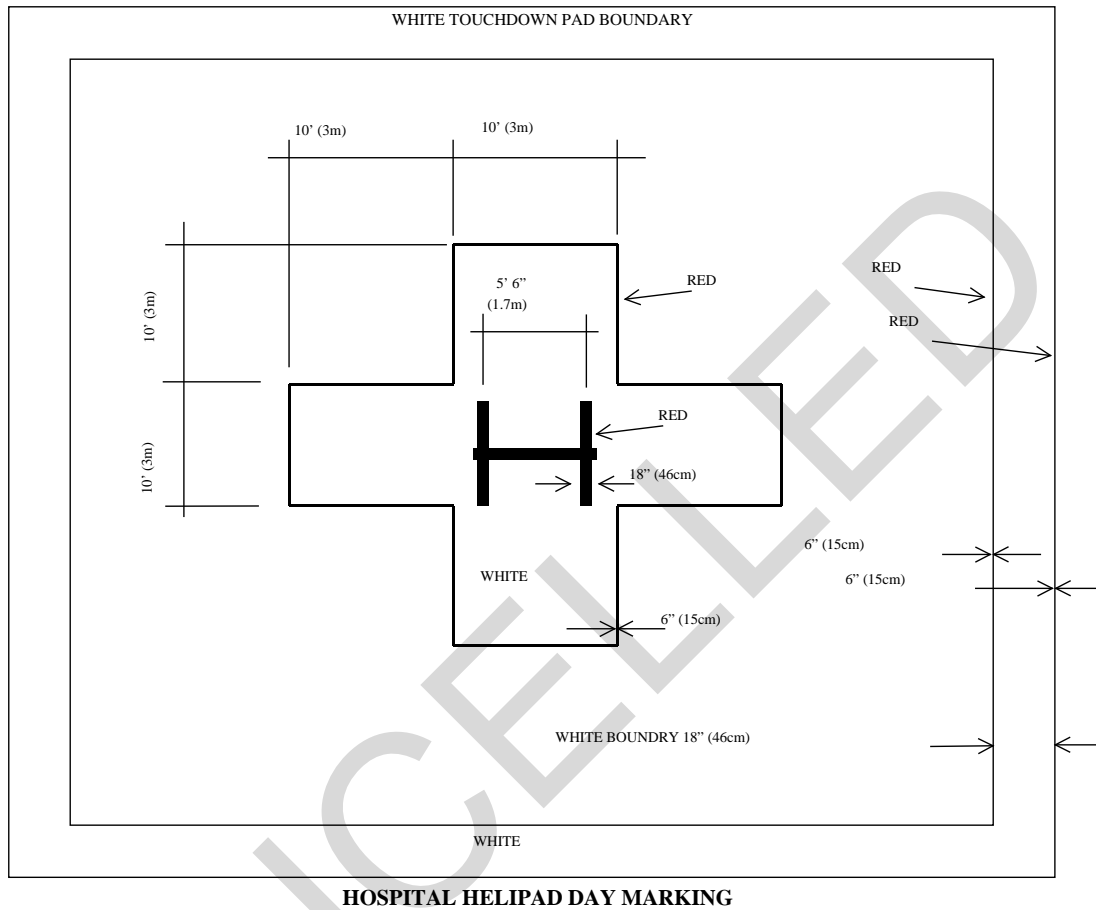 WHITE TOUCHDOWN PAD BOUNDARY
10’ (3m)
10’ (3m)
5’ 6”
(1.7m)
RED
RED
RED
10’ (3m)
RED
10’ (3m)
18” (46cm)
6” (15cm)
6” (15cm)
WHITE
6” (15cm)
WHITE BOUNDRY 18” (46cm)
WHITE
HOSPITAL HELIPAD DAY MARKING
ICELLED